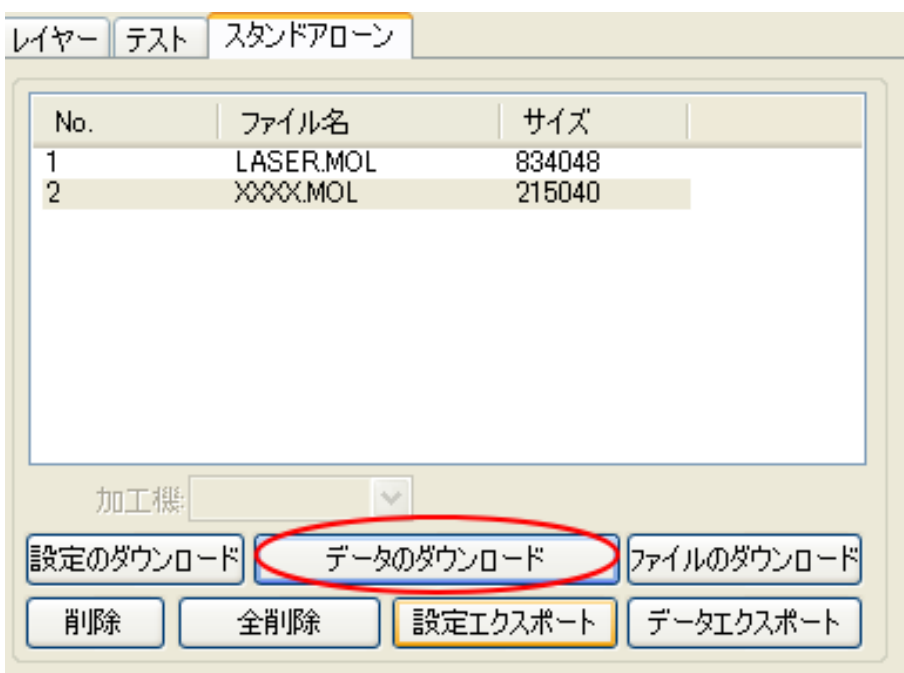 レイヤー テスト スタンドアローン
No. ファイル名 サイズ
1 LASER.MOL 834048
2 XXXX.MOL 215040
加工機:
設定のダウンロード データのダウンロード ファイルのダウンロード
削除 全削除 設定エクスポート データエクスポート